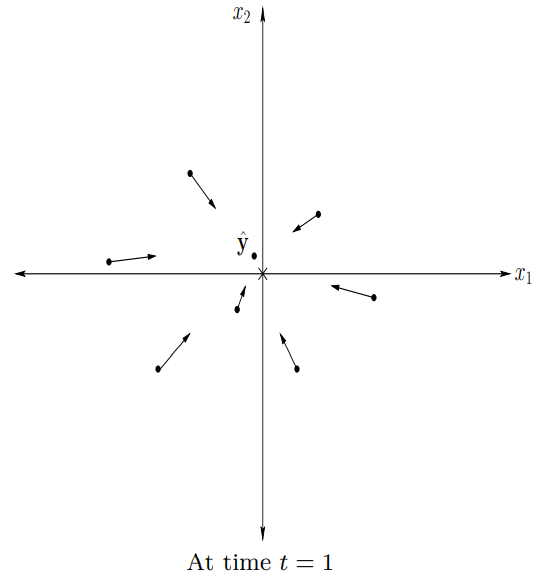 x₂
ŷ
x₁
At time t = 1